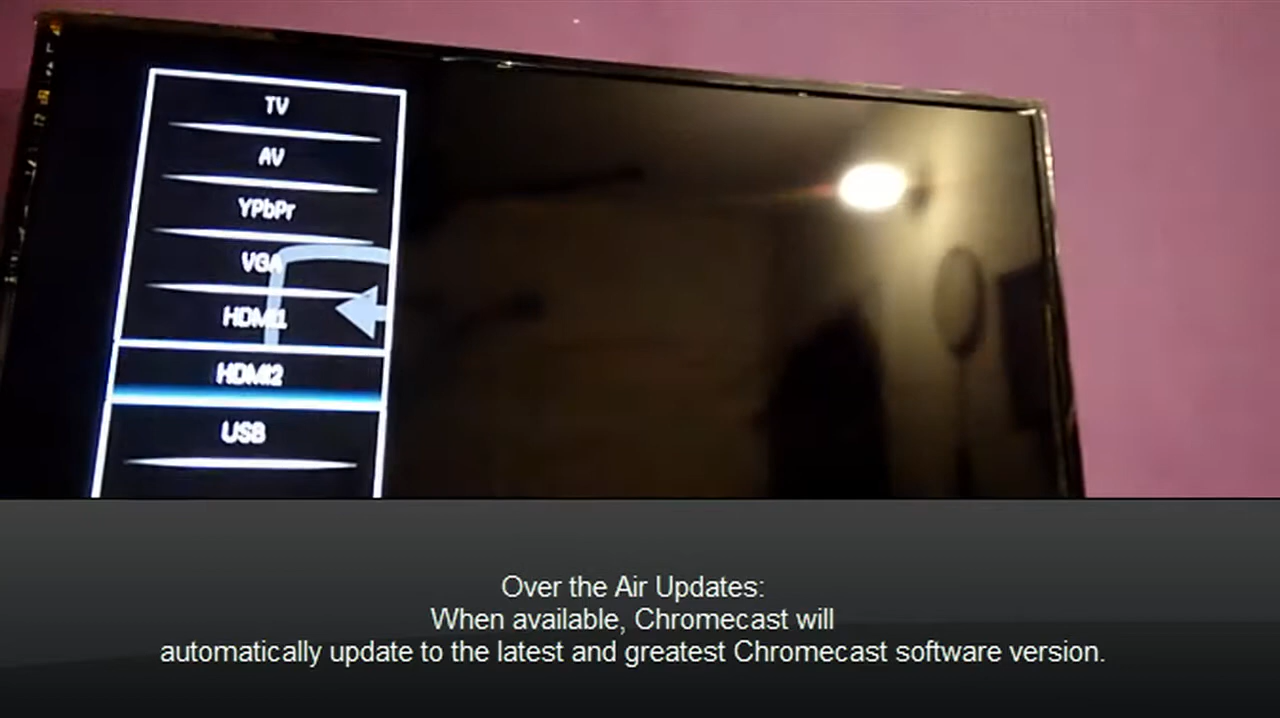 TV
AV
YPbPr
VGA
HDMI1
HDMI2
USB
Over the Air Updates:
When available, Chromecast will
automatically update to the latest and greatest Chromecast software version.